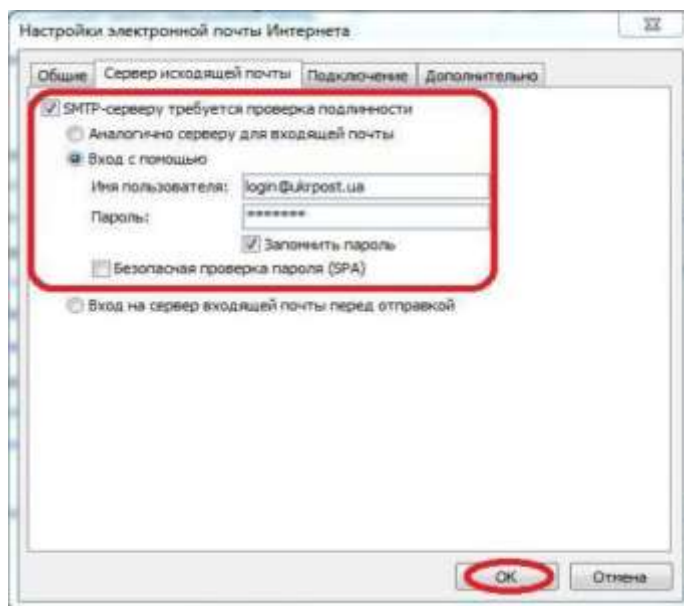 Настройки электронной почты Интернета
Общие Сервер исходящей почты Подключение Дополнительно
SMTP-серверу требуется проверка подлинности
Аналогично серверу для входящей почты
Вход с помощью
Имя пользователя: login@ukrpost.ua
Пароль: *******
Запомнить пароль
Безопасная проверка пароля (SPA)
Вход на сервер входящей почты перед отправкой
OK Отмена